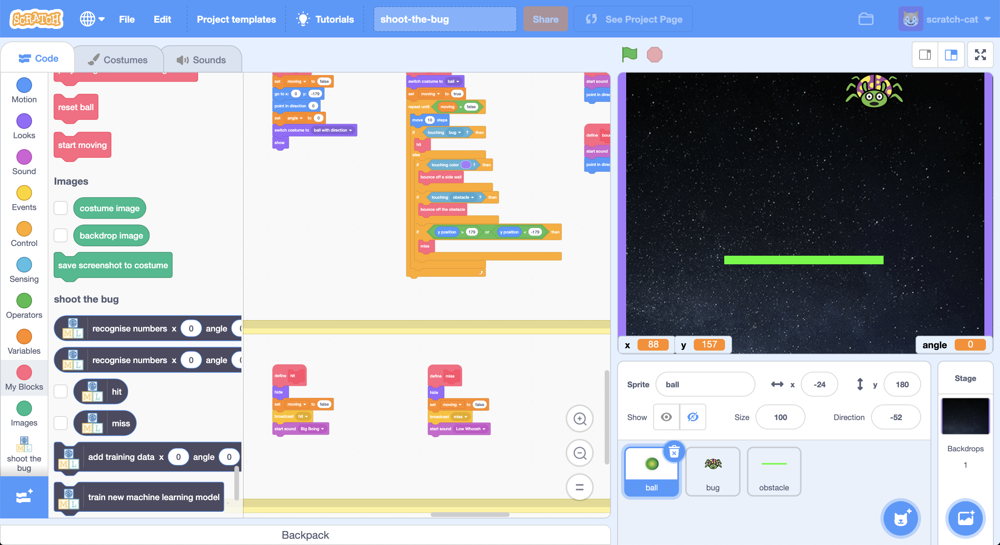 SCRATCH File Edit Project templates Tutorials shoot-the-bug Share See Project Page scratch-cat
Code Costumes Sounds
Motion
Looks
Sound
Events
Control
Sensing
Operators
Variables
My Blocks
Images
shoot the
bug
reset ball
start moving
Images
costume image
backdrop image
save screenshot to costume
shoot the bug
M L recognise numbers x 0 angle
M L recognise numbers x 0 angle
M L hit
M L miss
M L add training data x 0 angle 0
M L train new machine learning model
set moving to false
go to x: 0 y: -179
point in direction 0
set angle to 0
switch costume to ball with direction
show
switch costume to ball
set moving to true
repeat until moving = false
move 10 steps
if touching bug ? then
hit
else
if touching color ? then
bounce off a side wall
if touching obstacle ? then
bounce off the obstacle
if y position > 179 or y position < -179 then
miss
start sound
point in direc
define boun
start sound
point in direc
define hit
hide
set moving to false
broadcast hit
start sound Big Boing
define miss
hide
set moving to false
broadcast miss
start sound Low Whoosh
Backpack
x 88 y 157 angle 0
Sprite ball x -24 y 180
Show Size 100 Direction -52
ball bug obstacle
Stage
Backdrops
1